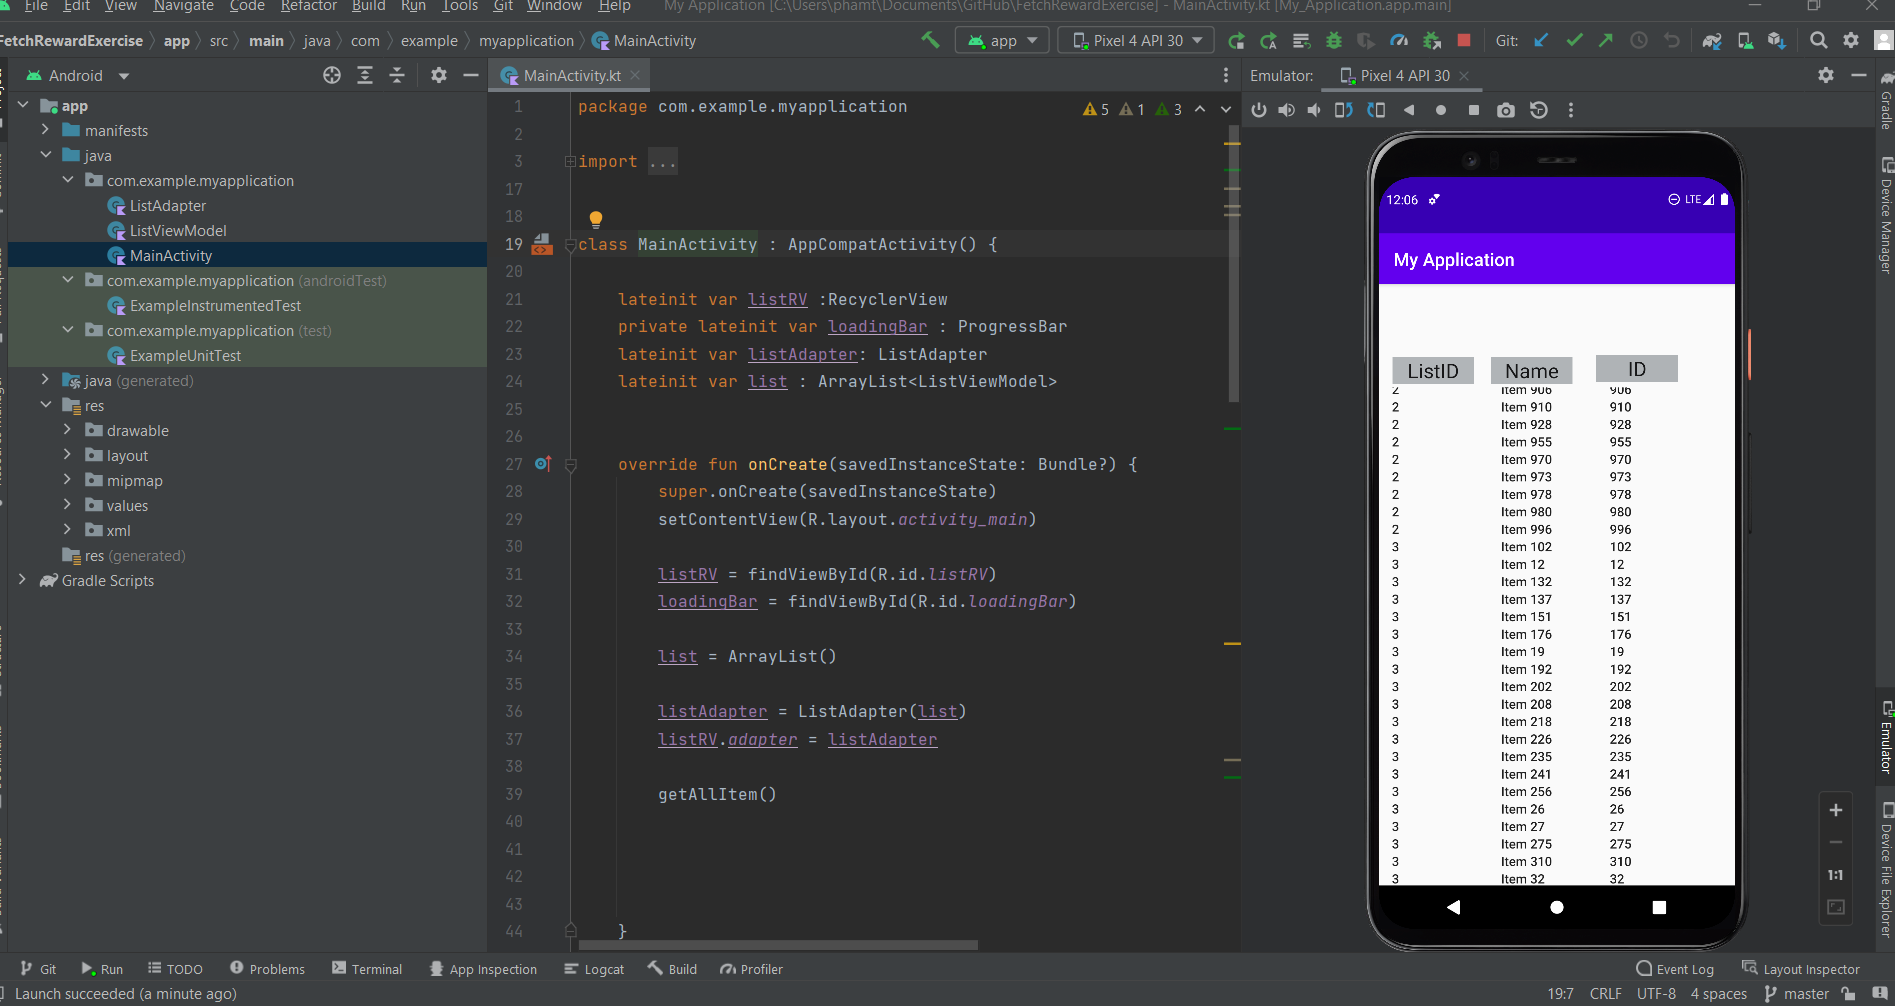 File Edit View Navigate Code Refactor Build Run Tools Git Window Help My Application [C:\Users\phamt\Documents\GitHub\FetchRewardExercise] - MainActivity.kt [My_Application.app.main]
FetchRewardExercise app src main java com example myapplication MainActivity app Pixel 4 API 30 Git:
Android
app
manifests
java
com.example.myapplication
ListAdapter
ListViewModel
MainActivity
com.example.myapplication (androidTest)
ExampleInstrumentedTest
com.example.myapplication (test)
ExampleUnitTest
java (generated)
res
drawable
layout
mipmap
values
xml
res (generated)
Gradle Scripts
MainActivity.kt
5 1 3
1 package com.example.myapplication
2
3 import ...
17
18
19 class MainActivity : AppCompatActivity() {
20
21 lateinit var listRV :RecyclerView
22 private lateinit var loadingBar : ProgressBar
23 lateinit var listAdapter: ListAdapter
24 lateinit var list : ArrayList<ListViewModel>
25
26
27 override fun onCreate(savedInstanceState: Bundle?) {
28 super.onCreate(savedInstanceState)
29 setContentView(R.layout.activity_main)
30
31 listRV = findViewById(R.id.listRV)
32 loadingBar = findViewById(R.id.loadingBar)
33
34 list = ArrayList()
35
36 listAdapter = ListAdapter(list)
37 listRV.adapter = listAdapter
38
39 getAllItem()
40
41
42
43
44 }
Emulator: Pixel 4 API 30
12:06 LTE
My Application
ListID Name ID
2 Item 906 906
2 Item 910 910
2 Item 928 928
2 Item 955 955
2 Item 970 970
2 Item 973 973
2 Item 978 978
2 Item 980 980
2 Item 996 996
3 Item 102 102
3 Item 12 12
3 Item 132 132
3 Item 137 137
3 Item 151 151
3 Item 176 176
3 Item 19 19
3 Item 192 192
3 Item 202 202
3 Item 208 208
3 Item 218 218
3 Item 226 226
3 Item 235 235
3 Item 241 241
3 Item 256 256
3 Item 26 26
3 Item 27 27
3 Item 275 275
3 Item 310 310
3 Item 32 32
1:1
Gradle
Device Manager
Emulator
Device File Explorer
Git Run TODO Problems Terminal App Inspection Logcat Build Profiler Event Log Layout Inspector
Launch succeeded (a minute ago) 19:7 CRLF UTF-8 4 spaces master